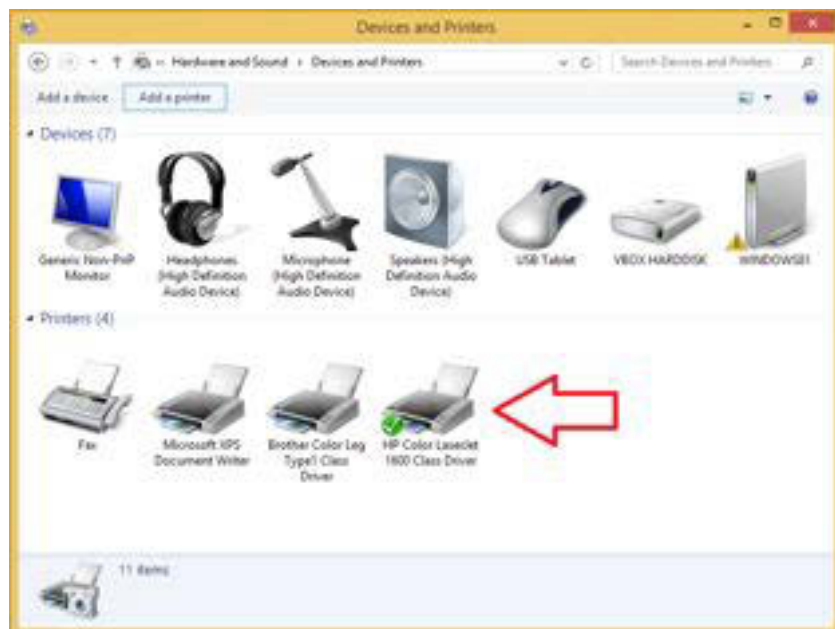 Devices and Printers
Hardware and Sound
Devices and Printers
Search Devices and Printers
Add a device
Add a printer
Devices (7)
Generic Non-PnP
Monitor
Headphones
(High Definition
Audio Device)
Microphone
(High Definition
Audio Device)
Speakers (High
Definition Audio
Device)
USB Tablet
VBOX HARDDISK
WINDOWS81
Printers (4)
Fax
Microsoft XPS
Document Writer
Brother Color Leg
Type1 Class
Driver
HP Color LaserJet
1600 Class Driver
11 items